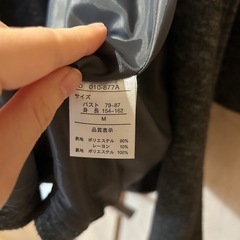 010-877A
サイズ
バスト 79-87
身長 154-162
M
品質表示
表地 ポリエステル 90%
レーヨン 10%
裏地 ポリエステル 100%